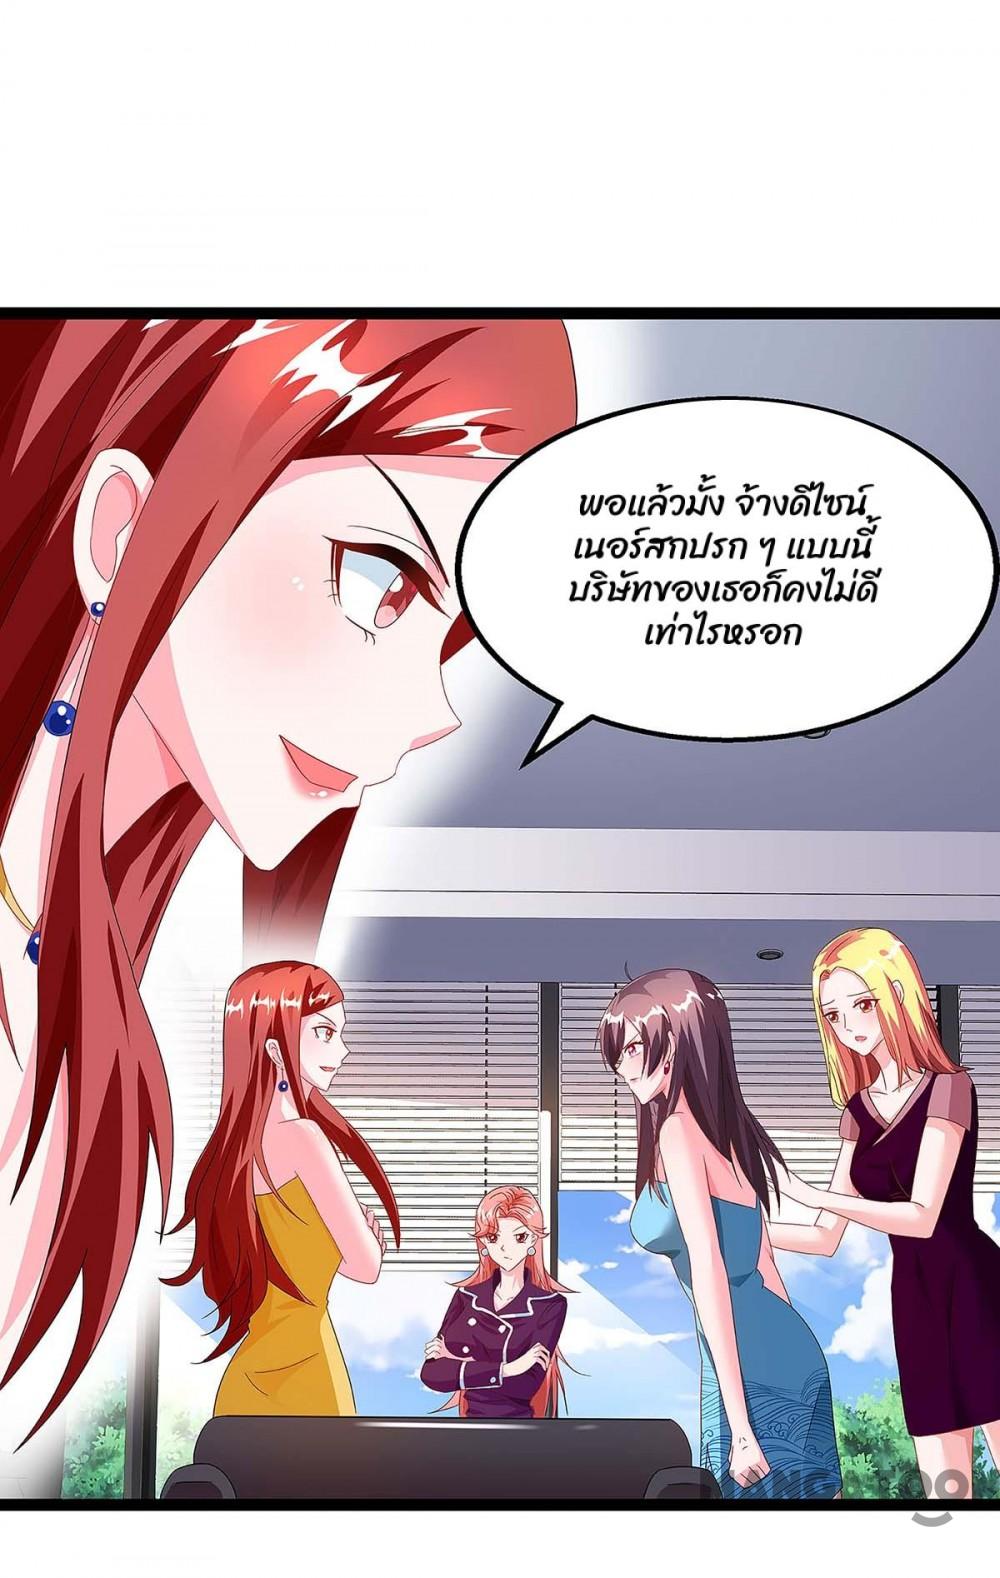 พอแล้วมั้ง จ้างดีไซน์
เนอร์สกปรก ๆ แบบนี้
บริษัทของเธอก็คงไม่ดี
เท่าไรหรอก